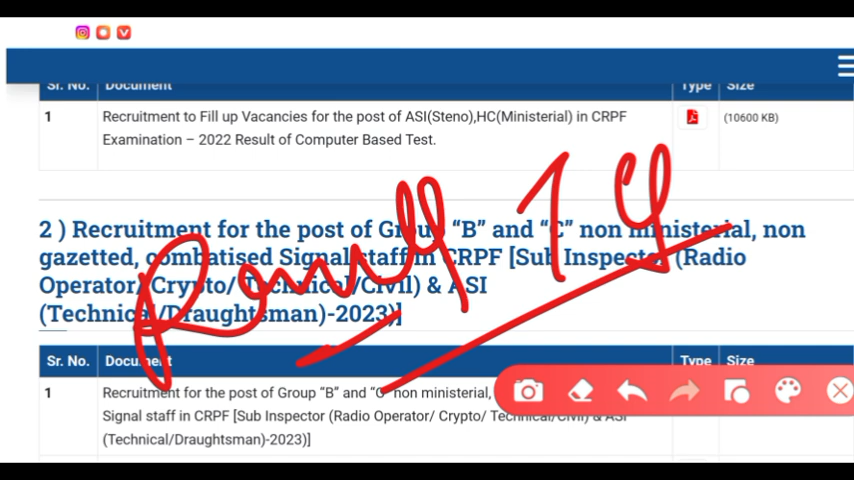 Sr. No. Document Type Size
1 Recruitment to Fill up Vacancies for the post of ASI(Steno),HC(Ministerial) in CRPF (10600 KB)
Examination – 2022 Result of Computer Based Test.
2 ) Recruitment for the post of Group “B” and “C” non ministerial, non
gazetted, combatised Signal staff in CRPF [Sub Inspector (Radio
Operator/ Crypto/ Technical/Civil) & ASI
(Technical/Draughtsman)-2023)]
Sr. No. Document Type Size
1 Recruitment for the post of Group “B” and “C” non ministerial,
Signal staff in CRPF [Sub Inspector (Radio Operator/ Crypto/ Technical/Civil) & ASI
(Technical/Draughtsman)-2023)]